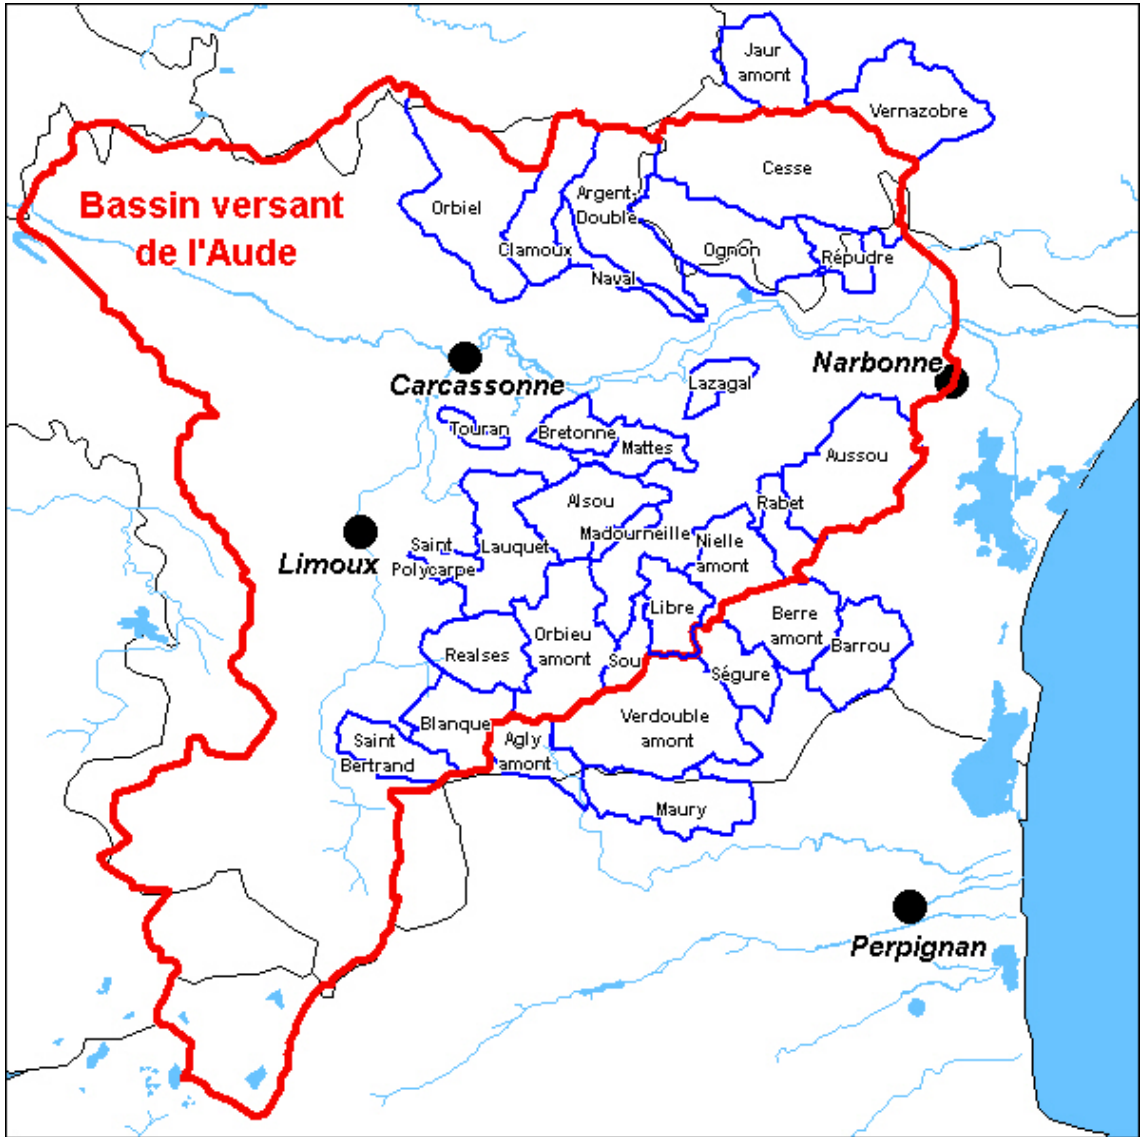 Jaur
amont
Vernazobre
Cesse
Bassin versant
de l'Aude
Orbiel
Argent-
Double
Clamoux
Ognon
Répudre
Naval
Carcassonne
Narbonne
Lazagal
Touran
Bretonne
Mattes
Aussou
Alsou
Rabet
Madourneille
Nielle
amont
Limoux
Saint
Polycarpe
Lauquet
Libre
Berre
amont
Orbieu
amont
Barrou
Realses
Sou
Ségure
Blanque
Verdouble
amont
Saint
Bertrand
Agly
amont
Maury
Perpignan